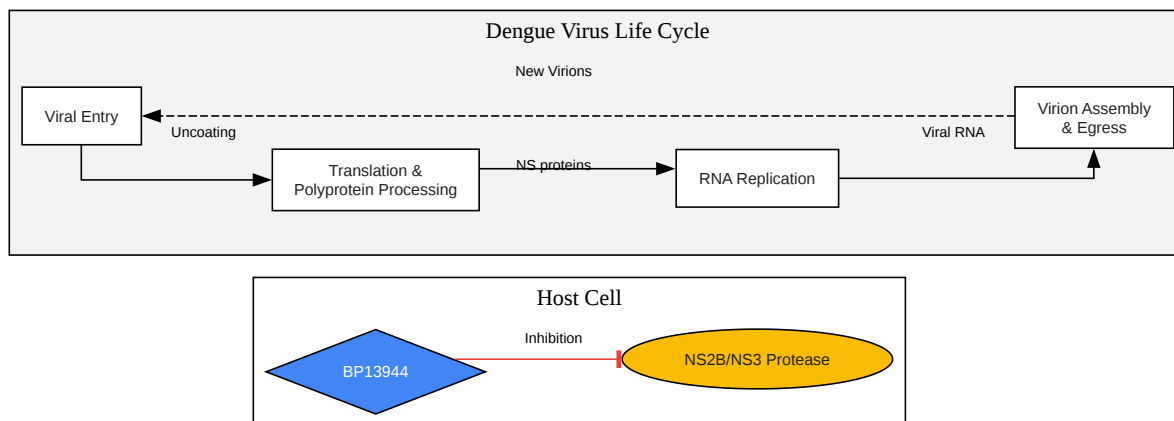 Dengue Virus Life Cycle
New Virions
Viral Entry
Virion Assembly
& Egress
Uncoating
Viral RNA
Translation &
Polyprotein Processing
NS proteins
RNA Replication
Host Cell
Inhibition
BP13944
NS2B/NS3 Protease